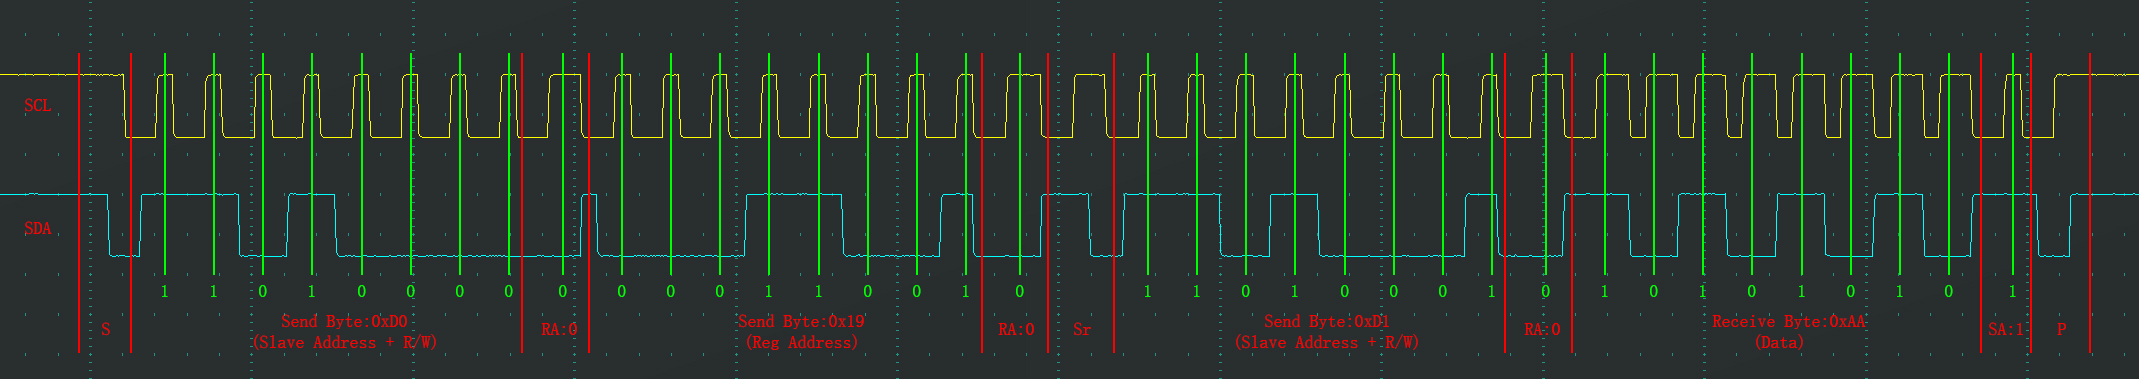 SCL
SDA
1 1 0 1 0 0 0 0 0 0 0 0 1 1 0 0 1 0 1 1 0 1 0 0 0 1 0 1 0 1 0 1 0 1 0 1
S Send Byte:0xD0 RA:0 Send Byte:0x19 RA:0 Sr Send Byte:0xD1 RA:0 Receive Byte:0xAA SA:1 P
(Slave Address + R/W) (Reg Address) (Slave Address + R/W) (Data)